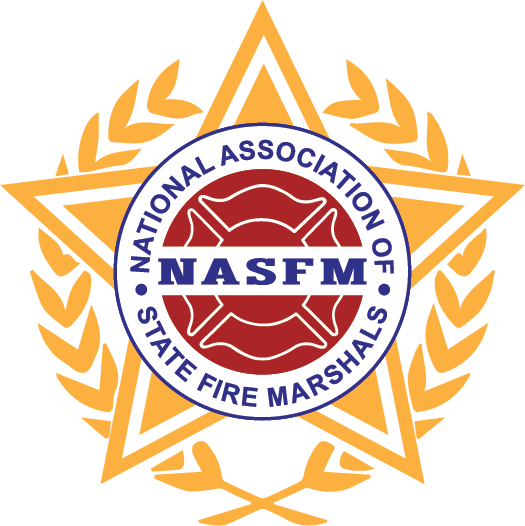 NATIONAL ASSOCIATION OF
NASFM
• STATE FIRE MARSHALS •